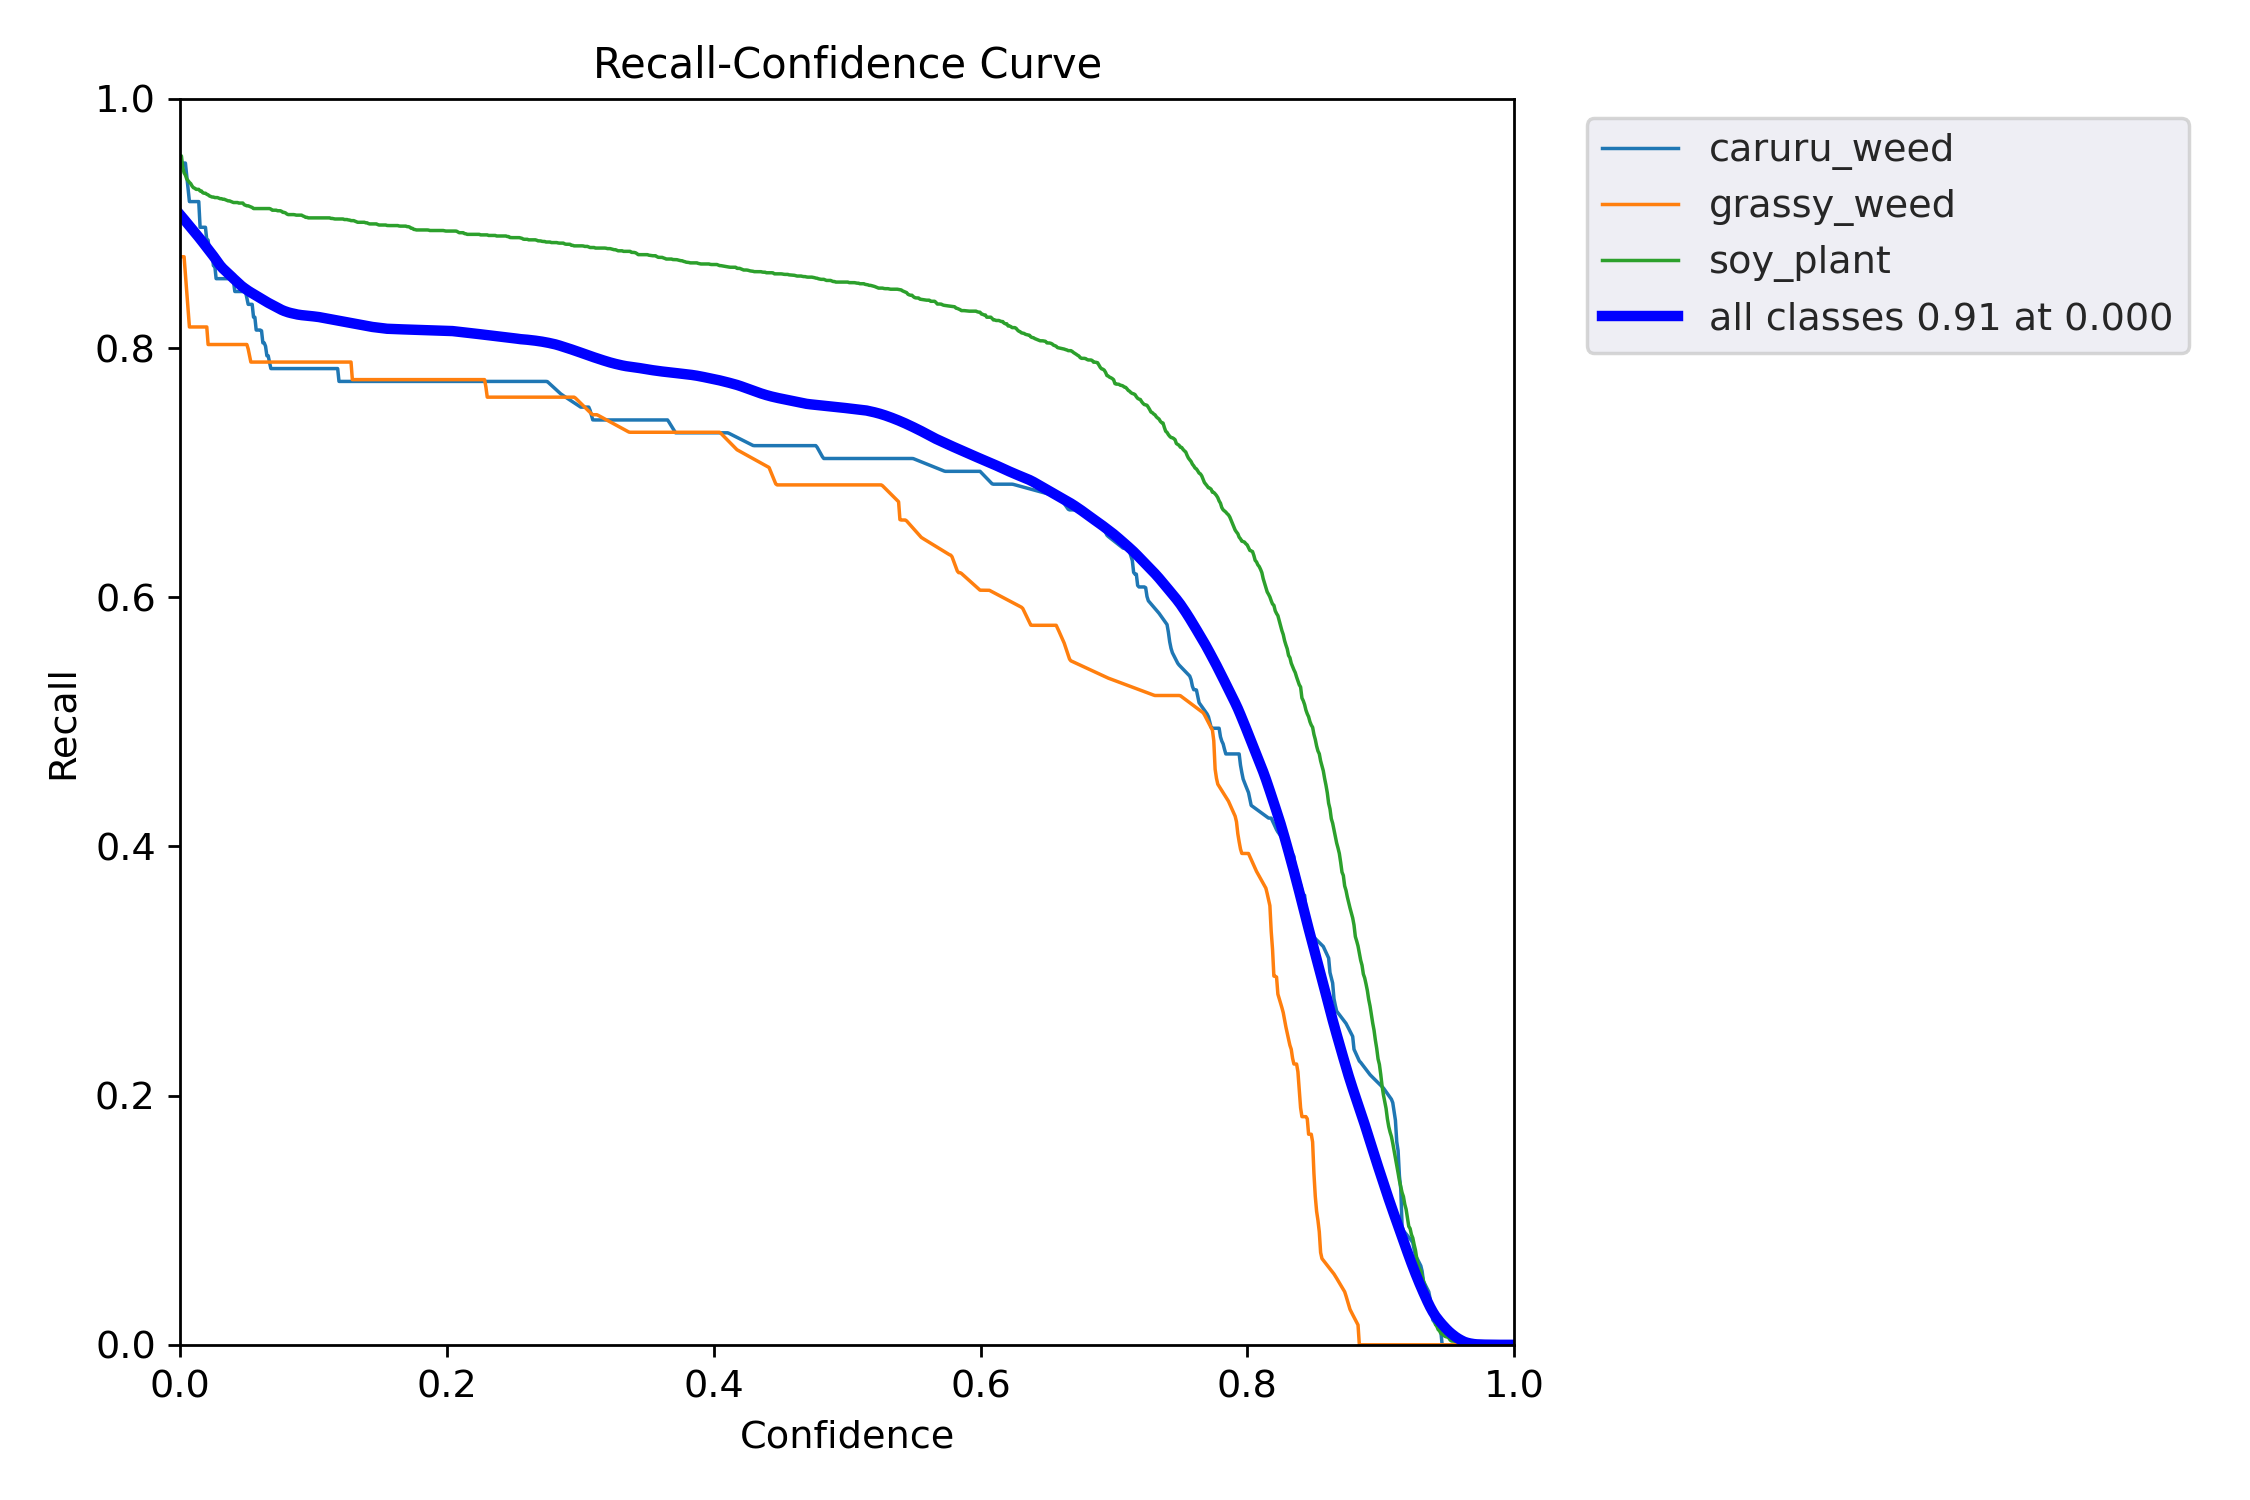 Recall-Confidence Curve
1.0
0.8
0.6
0.4
0.2
0.0
Recall
0.0 0.2 0.4 0.6 0.8 1.0
Confidence
caruru_weed
grassy_weed
soy_plant
all classes 0.91 at 0.000